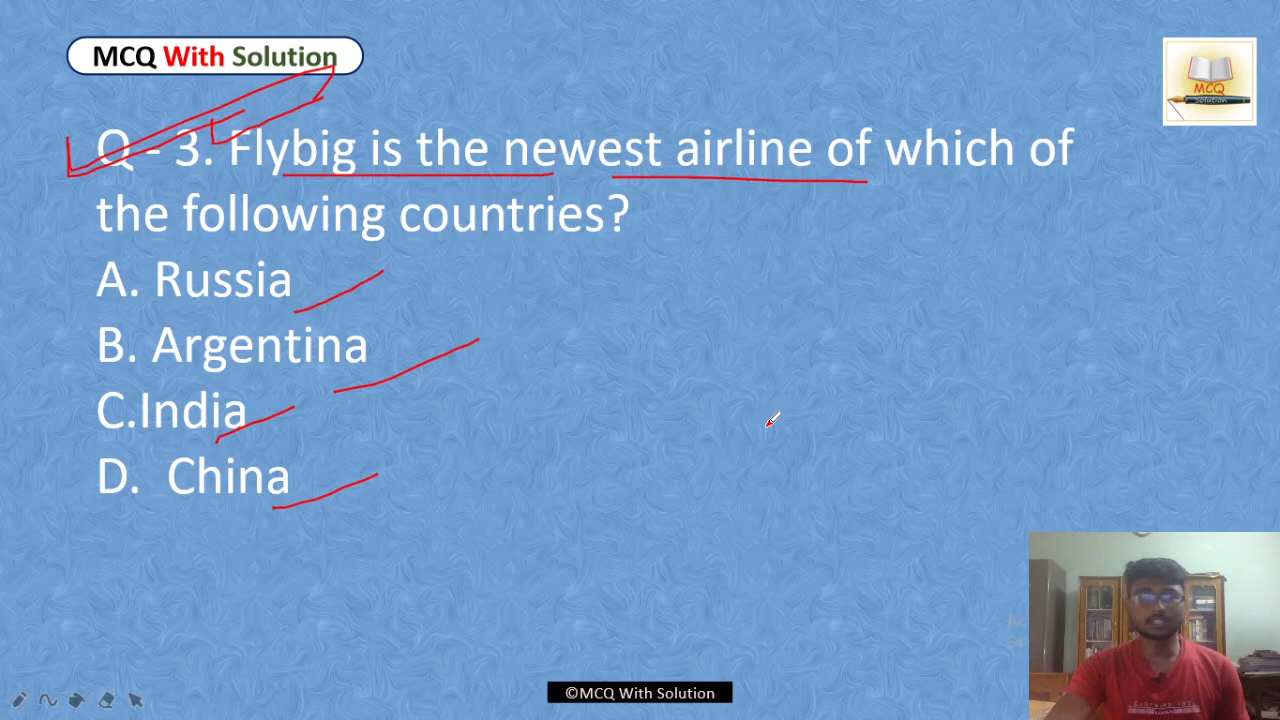 MCQ With Solution
MCQ
Solution
Q - 3. Flybig is the newest airline of which of
the following countries?
A. Russia
B. Argentina
C.India
D.  China
©MCQ With Solution